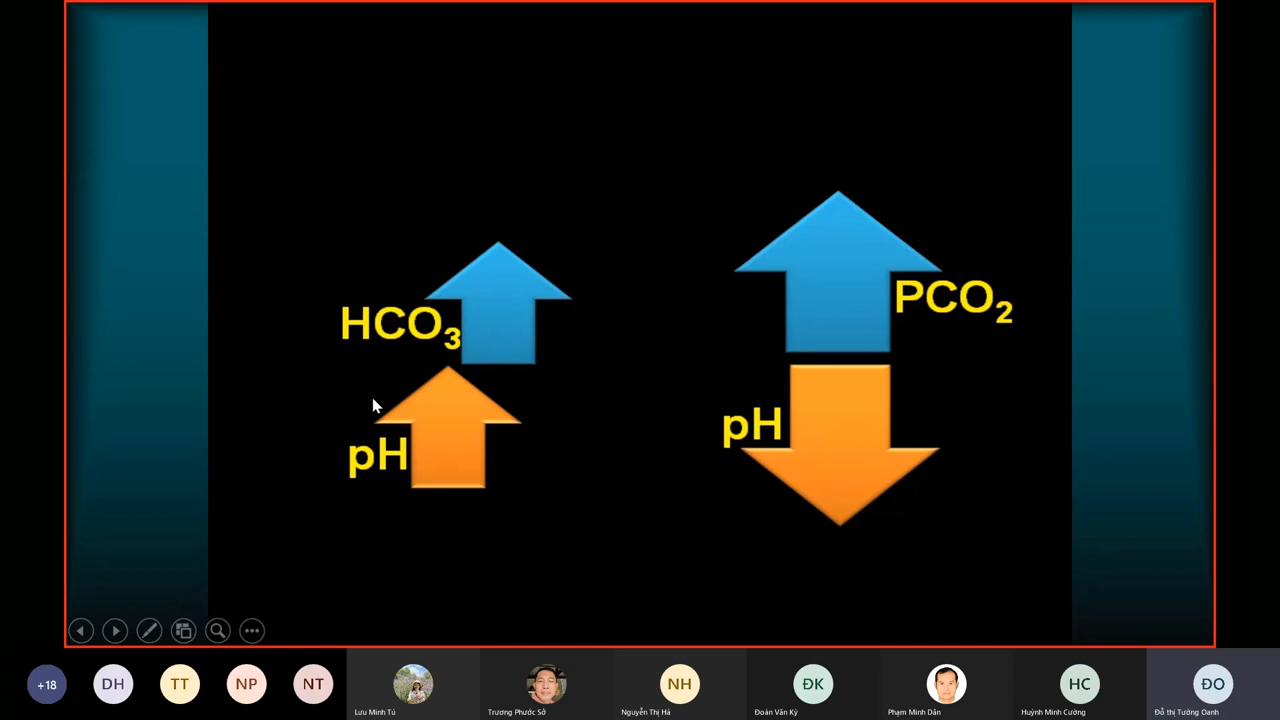 HCO3
pH
PCO2
pH
+18
DH
TT
NP
NT
NH
ĐK
HC
ĐO
Lưu Minh Tú
Trương Phước Sở
Nguyễn Thị Hà
Đoàn Văn Kỳ
Phạm Minh Dân
Huỳnh Minh Cường
Đỗ thị Tường Oanh